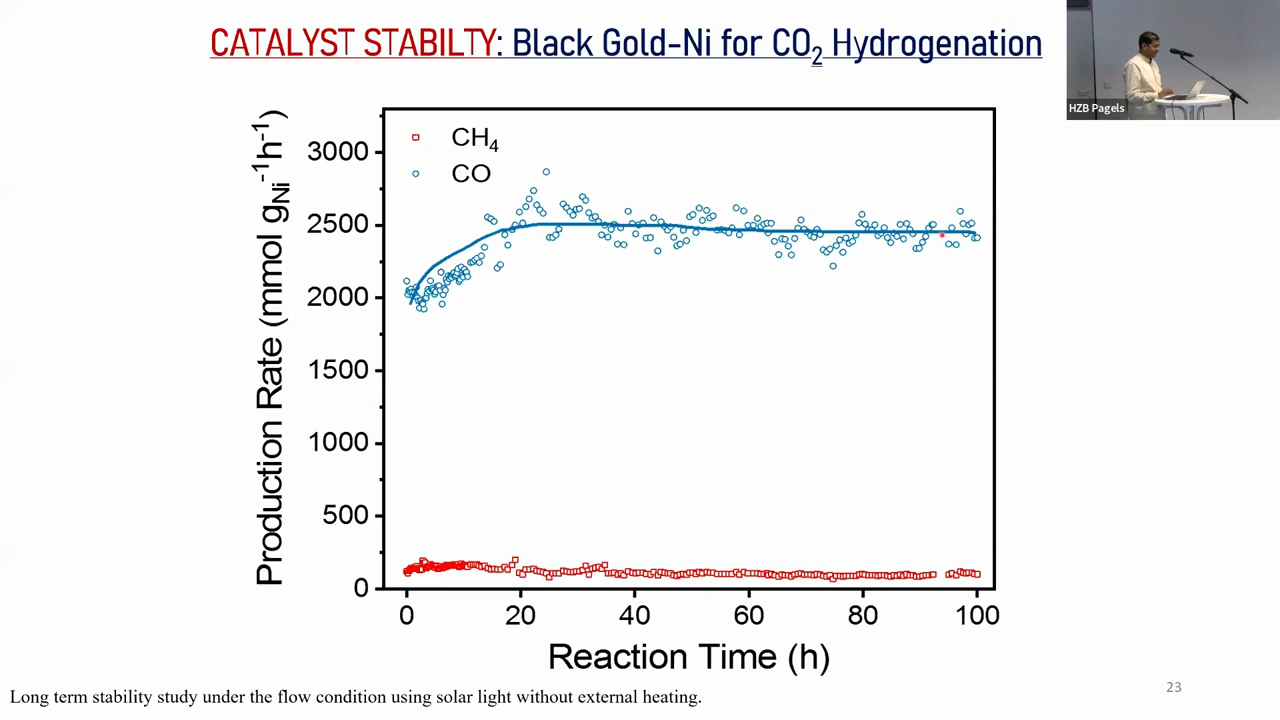 CATALYST STABILTY: Black Gold-Ni for CO₂ Hydrogenation
HZB Pagels
Production Rate (mmol gNi⁻¹h⁻¹)
CH₄
CO
3000
2500
2000
1500
1000
500
0
0 20 40 60 80 100
Reaction Time (h)
Long term stability study under the flow condition using solar light without external heating.
23